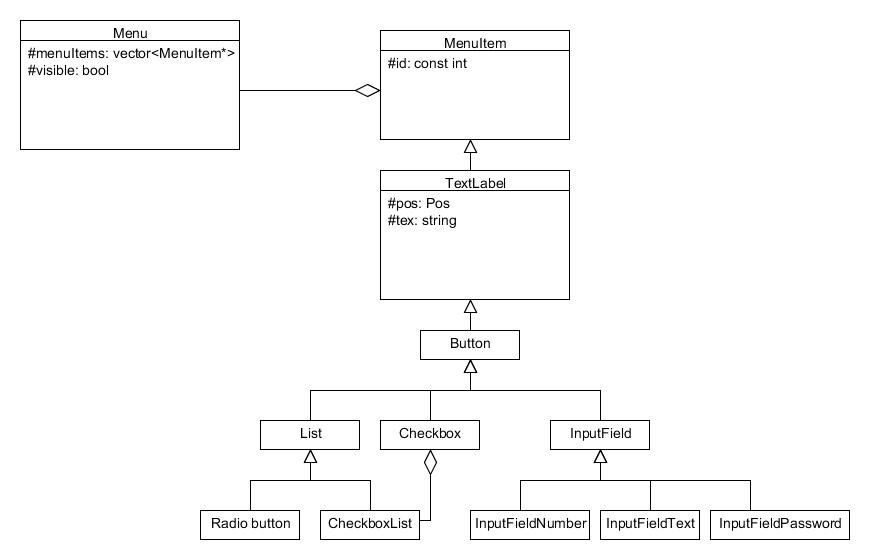 Menu
#menuItems: vector<MenuItem*>
#visible: bool
MenuItem
#id: const int
TextLabel
#pos: Pos
#tex: string
Button
List
Checkbox
InputField
Radio button
CheckboxList
InputFieldNumber
InputFieldText
InputFieldPassword